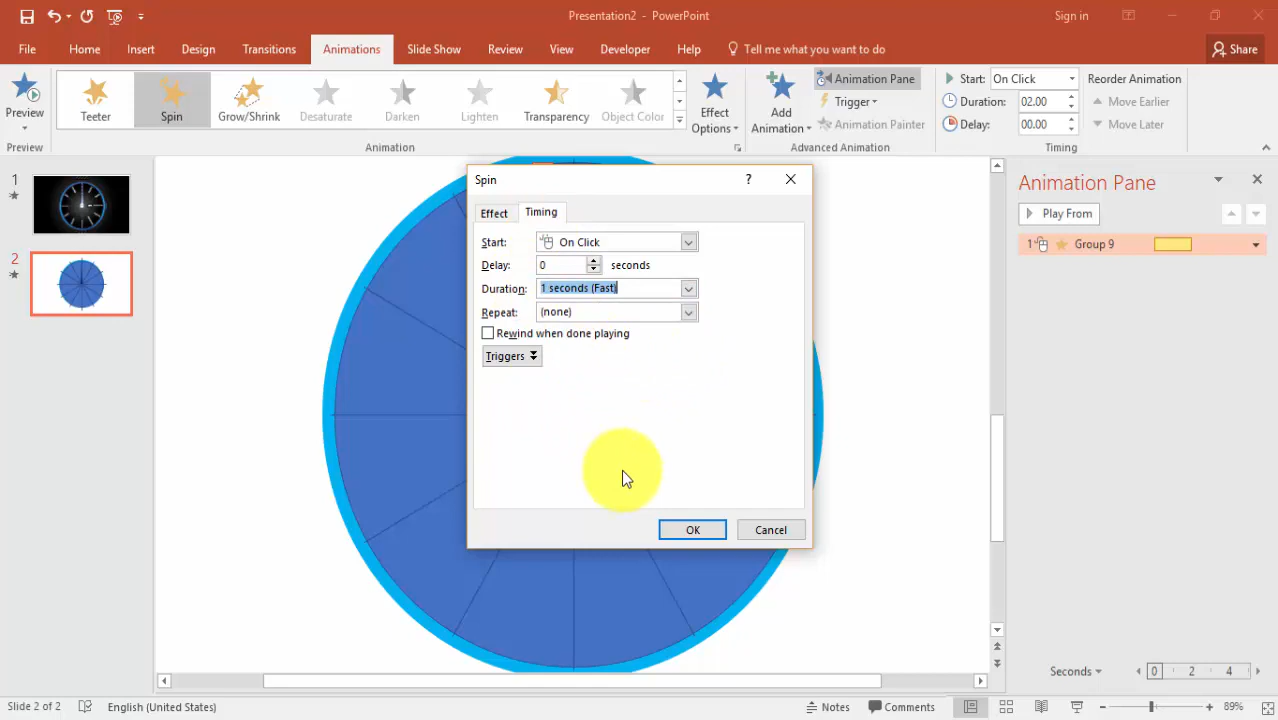 Presentation2 - PowerPoint
Sign in
File Home Insert Design Transitions Animations Slide Show Review View Developer Help Tell me what you want to do Share
Preview
Teeter Spin Grow/Shrink Desaturate Darken Lighten Transparency Object Color
Effect Options
Add Animation
Animation Pane
Trigger
Animation Painter
Start: On Click
Duration: 02.00
Delay: 00.00
Reorder Animation
Move Earlier
Move Later
Preview Animation Advanced Animation Timing
1
2
Spin
?
Effect Timing
Start: On Click
Delay: 0 seconds
Duration: 1 seconds (Fast)
Repeat: (none)
Rewind when done playing
Triggers
OK Cancel
Animation Pane
Play From
1 Group 9
Seconds 0 2 4
Slide 2 of 2 English (United States) Notes Comments 89%